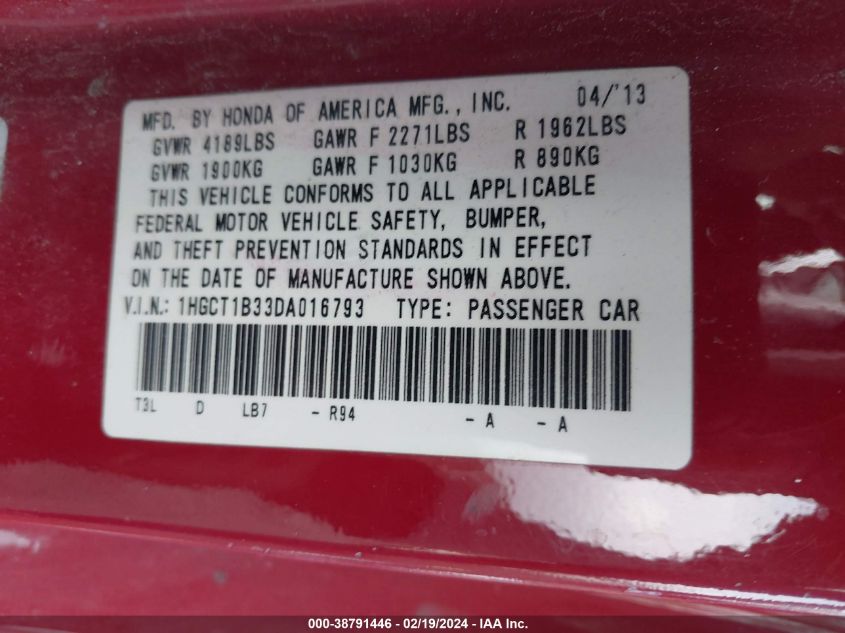 MFD. BY HONDA OF AMERICA MFG., INC. 04/'13
GVWR 4189LBS GAWR F 2271LBS R 1962LBS
GVWR 1900KG GAWR F 1030KG R 890KG
THIS VEHICLE CONFORMS TO ALL APPLICABLE
FEDERAL MOTOR VEHICLE SAFETY, BUMPER,
AND THEFT PREVENTION STANDARDS IN EFFECT
ON THE DATE OF MANUFACTURE SHOWN ABOVE.
V.I.N.: 1HGCT1B33DA016793 TYPE: PASSENGER CAR
T3L D LB7 - R94 - A - A
000-38791446 - 02/19/2024 - IAA Inc.